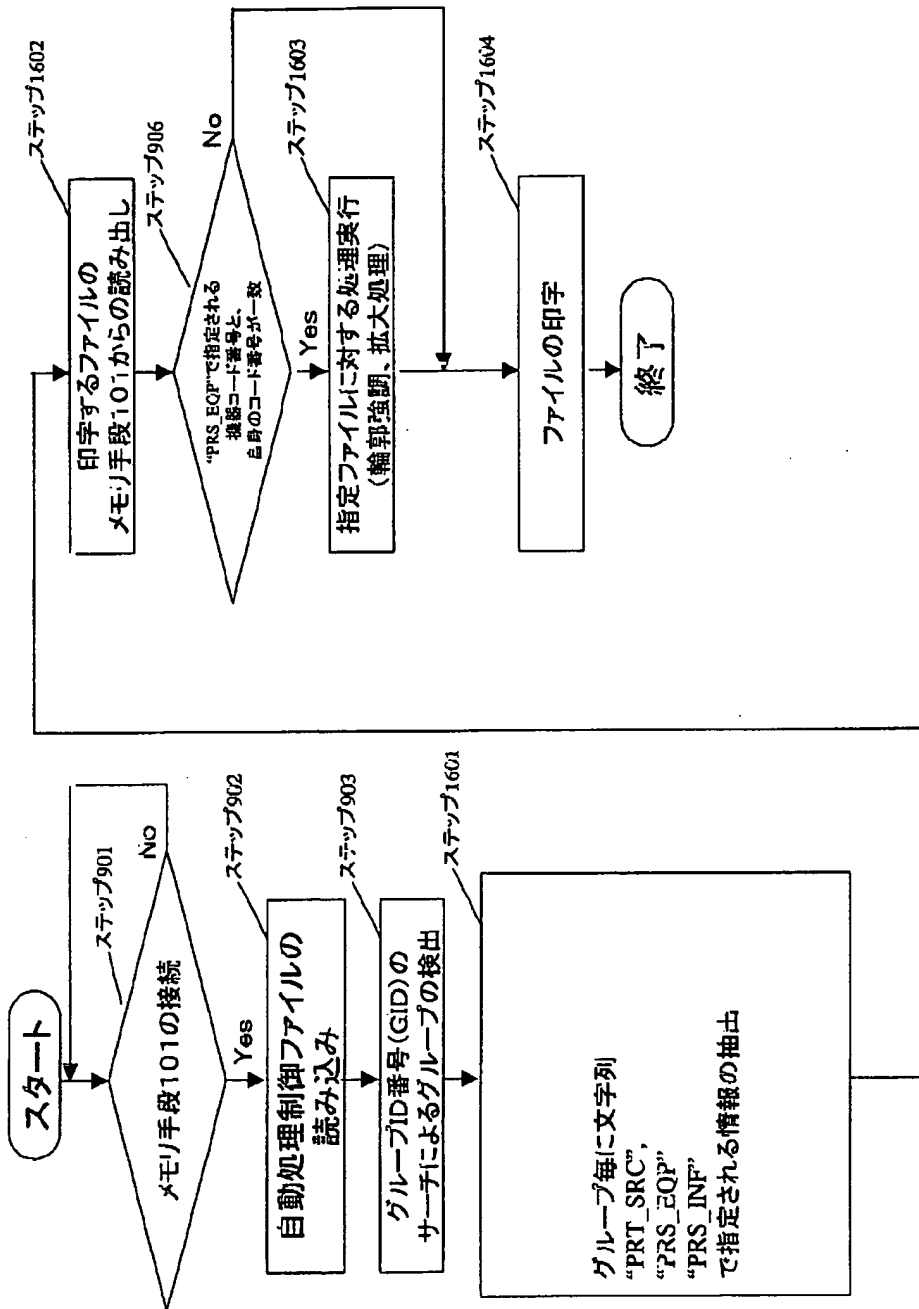 スタート
ステップ901
メモリ手段101の接続
No
Yes
ステップ902
自動処理制御ファイルの
読み込み
ステップ903
グループID番号(GID)の
サーチによるグループの検出
ステップ1601
グループ毎に文字列
“PRT_SRC”,
“PRS_EQP”
“PRS_INF”
で指定される情報の抽出
ステップ1602
印字するファイルの
メモリ手段101からの読み出し
ステップ906
“PRS_EQP”で指定される
機器コード番号と、
自身のコード番号が一致
No
Yes
ステップ1603
指定ファイルに対する処理実行
(輪郭強調、拡大処理)
ステップ1604
ファイルの印字
終了